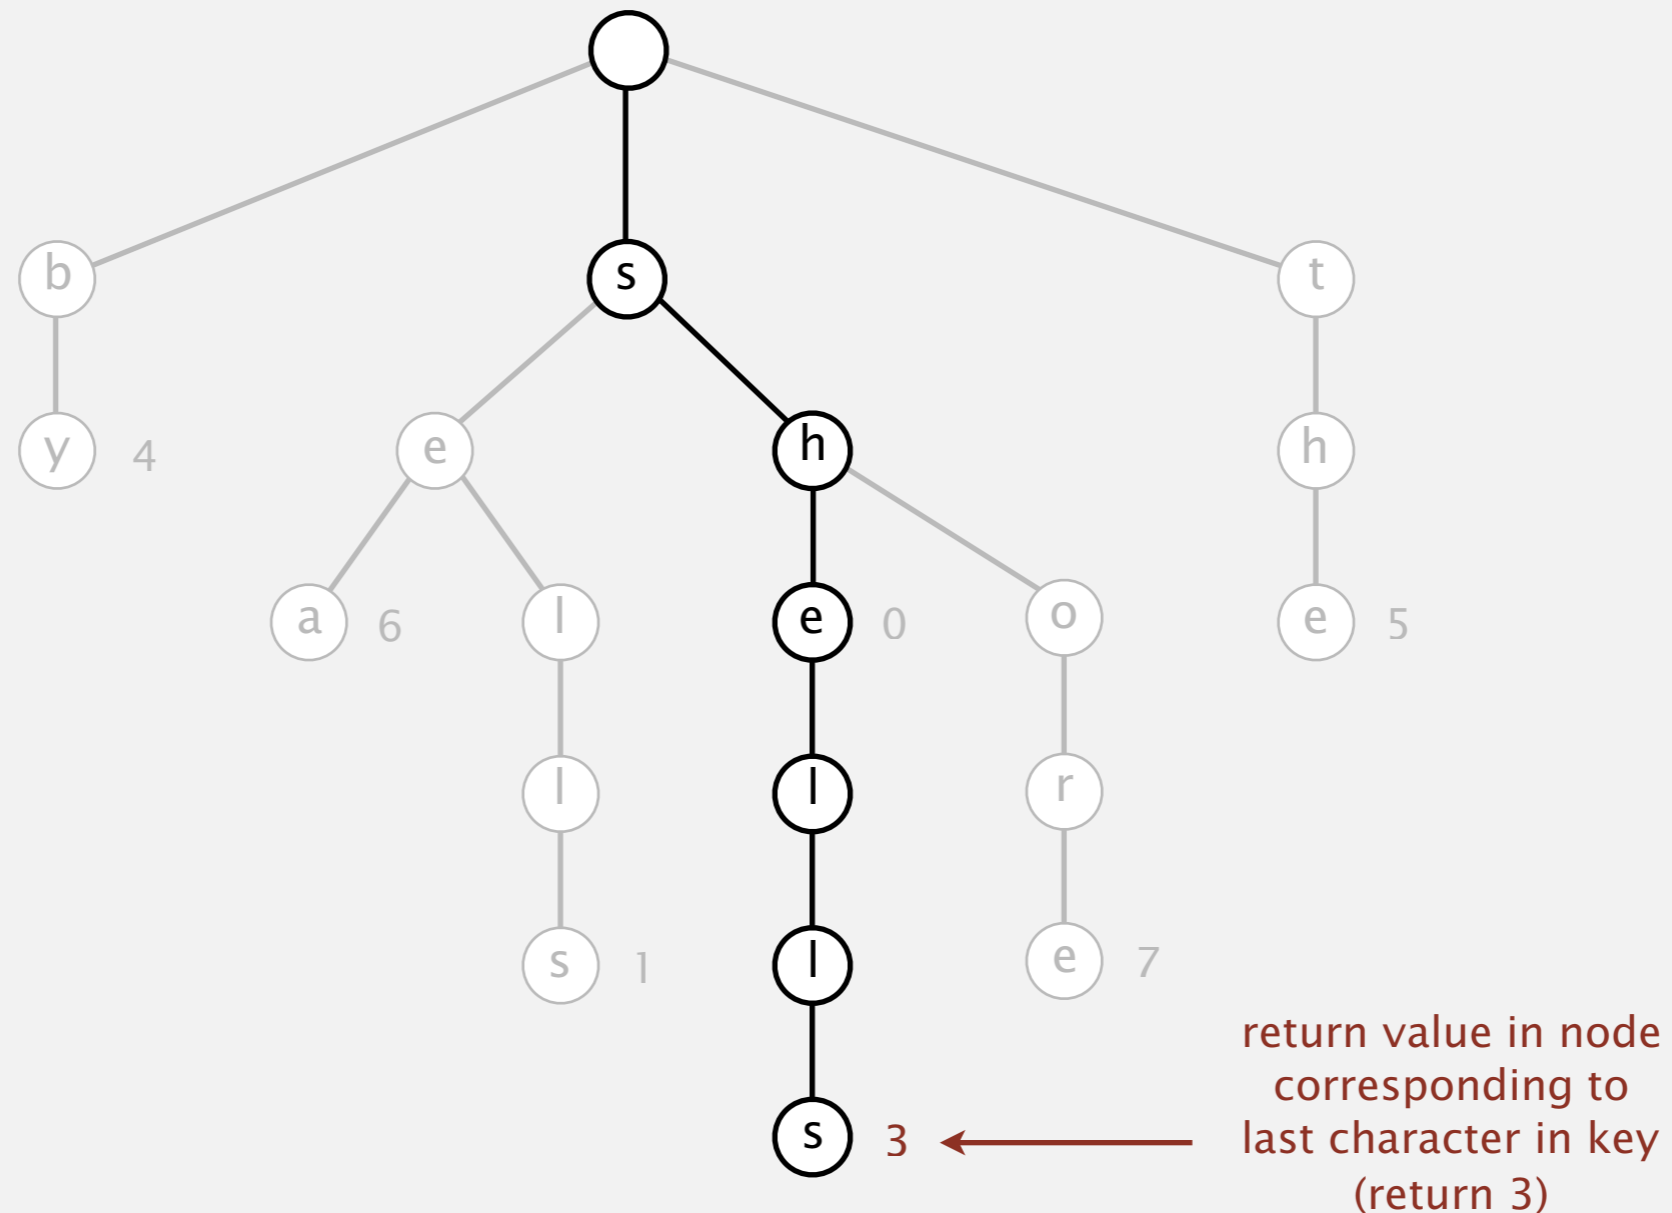 b s t
y 4 e h h
a 6 l e 0 o e 5
l l r
s 1 l e 7
s 3
return value in node
corresponding to
last character in key
(return 3)